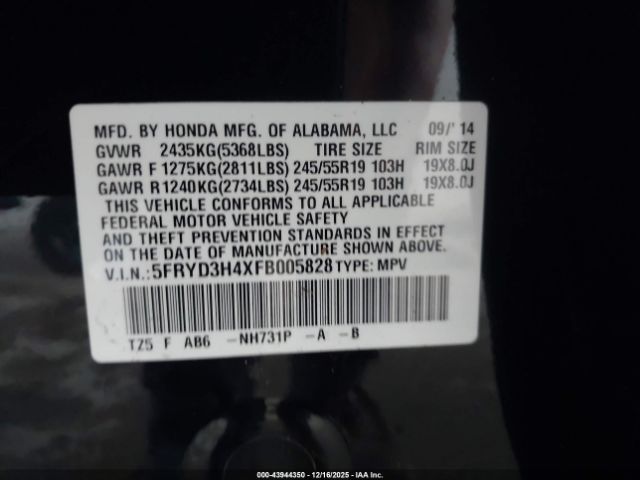 MFD. BY HONDA MFG. OF ALABAMA, LLC 09/'14
GVWR 2435KG(5368LBS) TIRE SIZE RIM SIZE
GAWR F 1275KG(2811LBS) 245/55R19 103H 19X8.0J
GAWR R 1240KG(2734LBS) 245/55R19 103H 19X8.0J
THIS VEHICLE CONFORMS TO ALL APPLICABLE
FEDERAL MOTOR VEHICLE SAFETY
AND THEFT PREVENTION STANDARDS IN EFFECT
ON THE DATE OF MANUFACTURE SHOWN ABOVE.
V.I.N.:5FRYD3H4XFB005828 TYPE: MPV
TZ5 F AB6 -NH731P -A -B
000-43944350 | 12/16/2025 | IAA Inc.